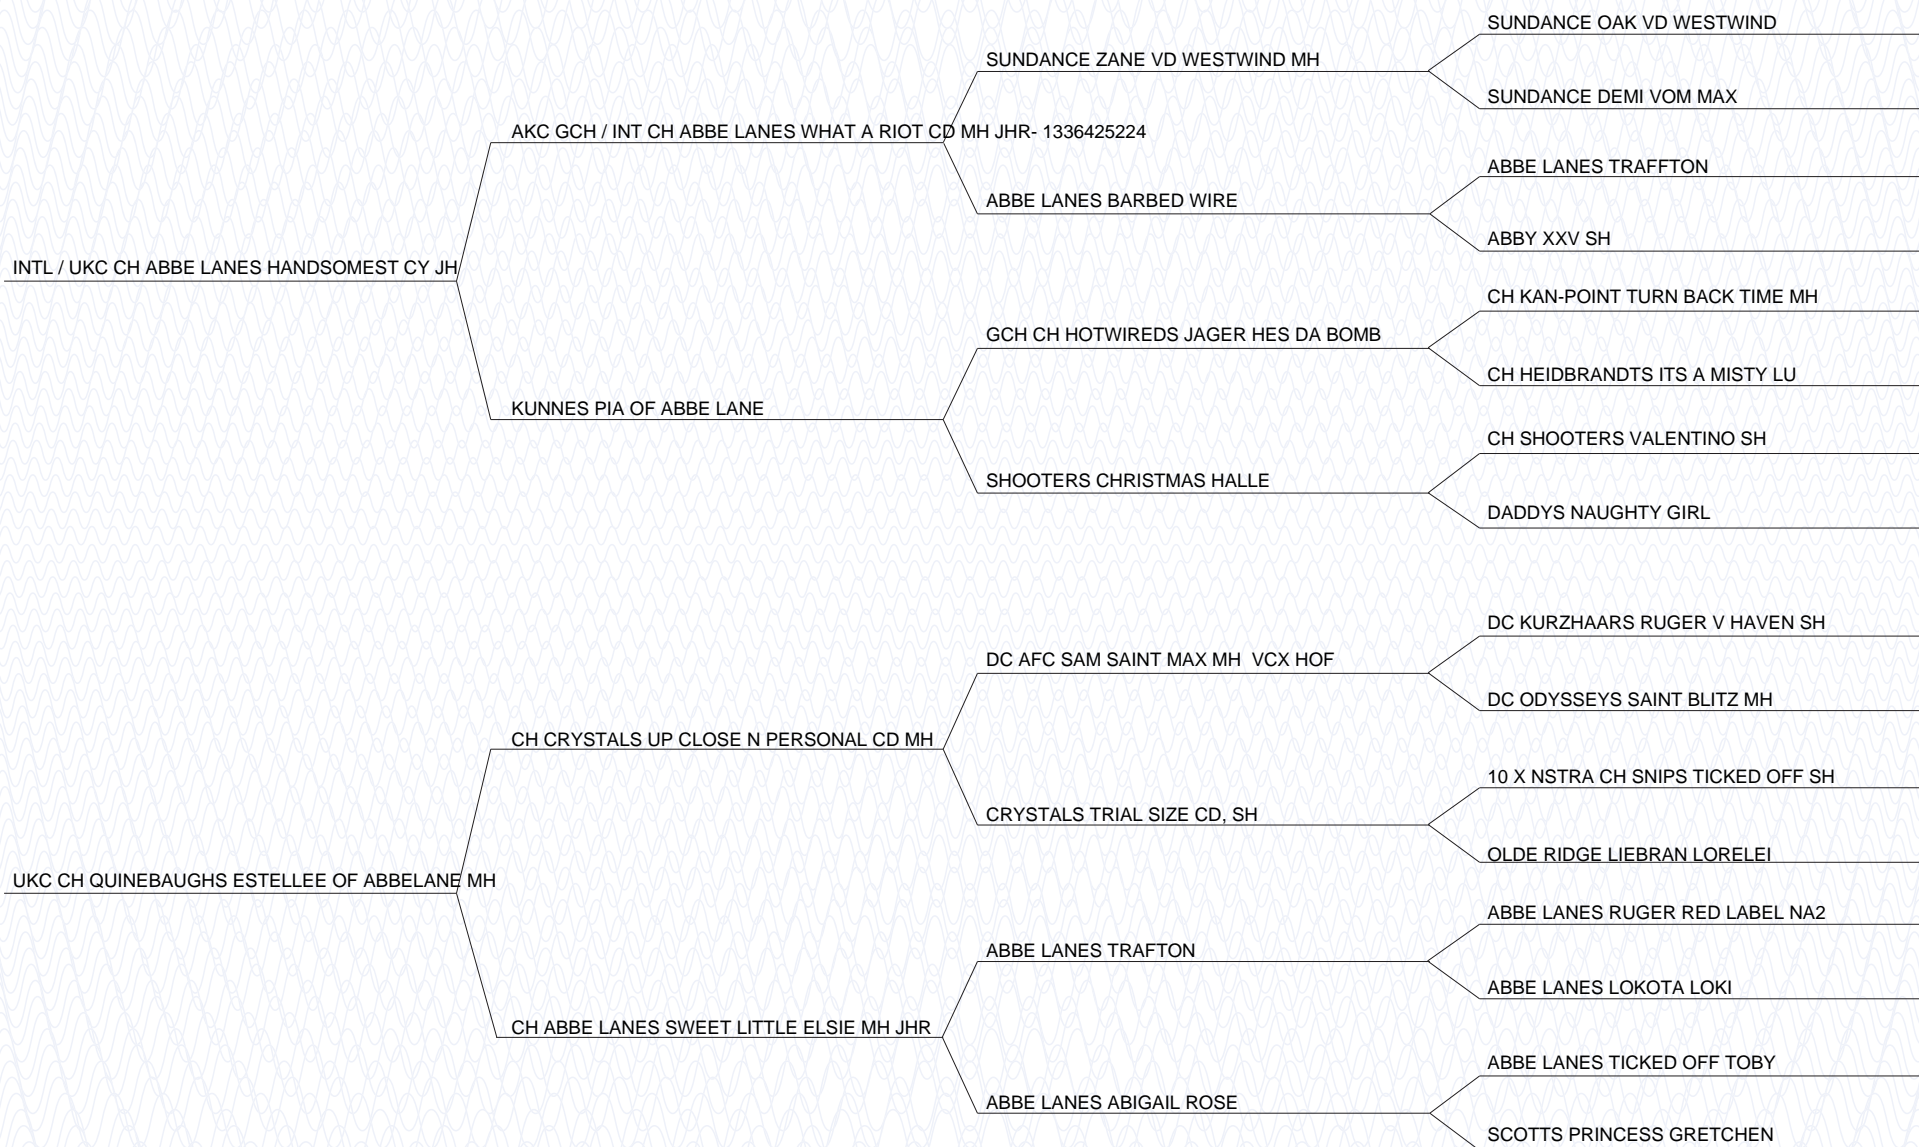 SUNDANCE OAK VD WESTWIND
SUNDANCE ZANE VD WESTWIND MH
SUNDANCE DEMI VOM MAX
AKC GCH / INT CH ABBE LANES WHAT A RIOT CD MH JHR- 1336425224
ABBE LANES TRAFFTON
ABBE LANES BARBED WIRE
ABBY XXV SH
INTL / UKC CH ABBE LANES HANDSOMEST CY JH
CH KAN-POINT TURN BACK TIME MH
GCH CH HOTWIREDS JAGER HES DA BOMB
CH HEIDBRANDTS ITS A MISTY LU
KUNNES PIA OF ABBE LANE
CH SHOOTERS VALENTINO SH
SHOOTERS CHRISTMAS HALLE
DADDYS NAUGHTY GIRL
DC KURZHAARS RUGER V HAVEN SH
DC AFC SAM SAINT MAX MH  VCX HOF
DC ODYSSEYS SAINT BLITZ MH
CH CRYSTALS UP CLOSE N PERSONAL CD MH
10 X NSTRA CH SNIPS TICKED OFF SH
CRYSTALS TRIAL SIZE CD, SH
OLDE RIDGE LIEBRAN LORELEI
UKC CH QUINEBAUGHS ESTELLEE OF ABBELANE MH
ABBE LANES RUGER RED LABEL NA2
ABBE LANES TRAFTON
ABBE LANES LOKOTA LOKI
CH ABBE LANES SWEET LITTLE ELSIE MH JHR
ABBE LANES TICKED OFF TOBY
ABBE LANES ABIGAIL ROSE
SCOTTS PRINCESS GRETCHEN